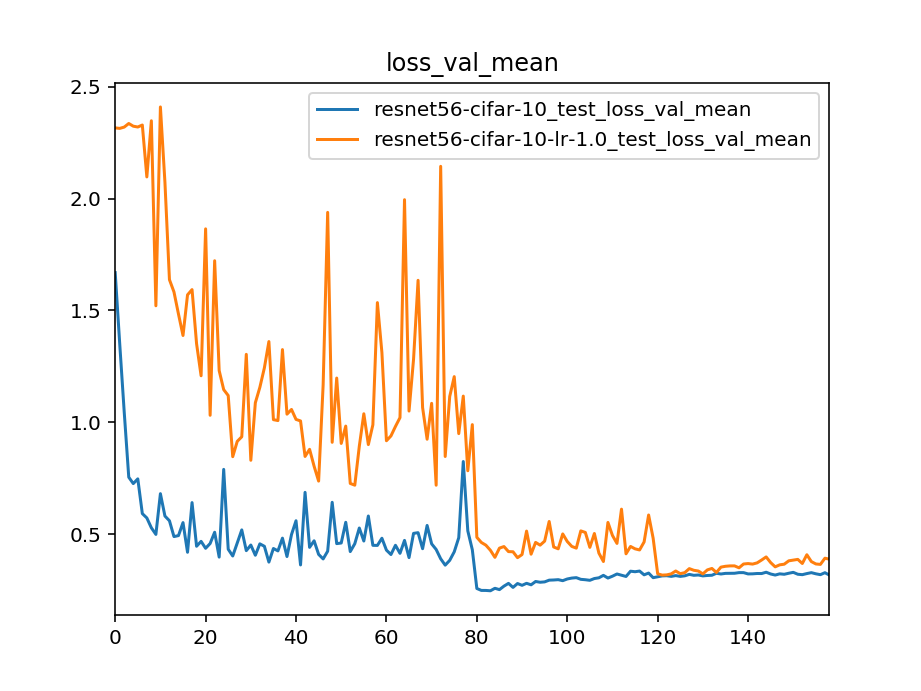 loss_val_mean
resnet56-cifar-10_test_loss_val_mean
resnet56-cifar-10-lr-1.0_test_loss_val_mean
2.5
2.0
1.5
1.0
0.5
0 20 40 60 80 100 120 140